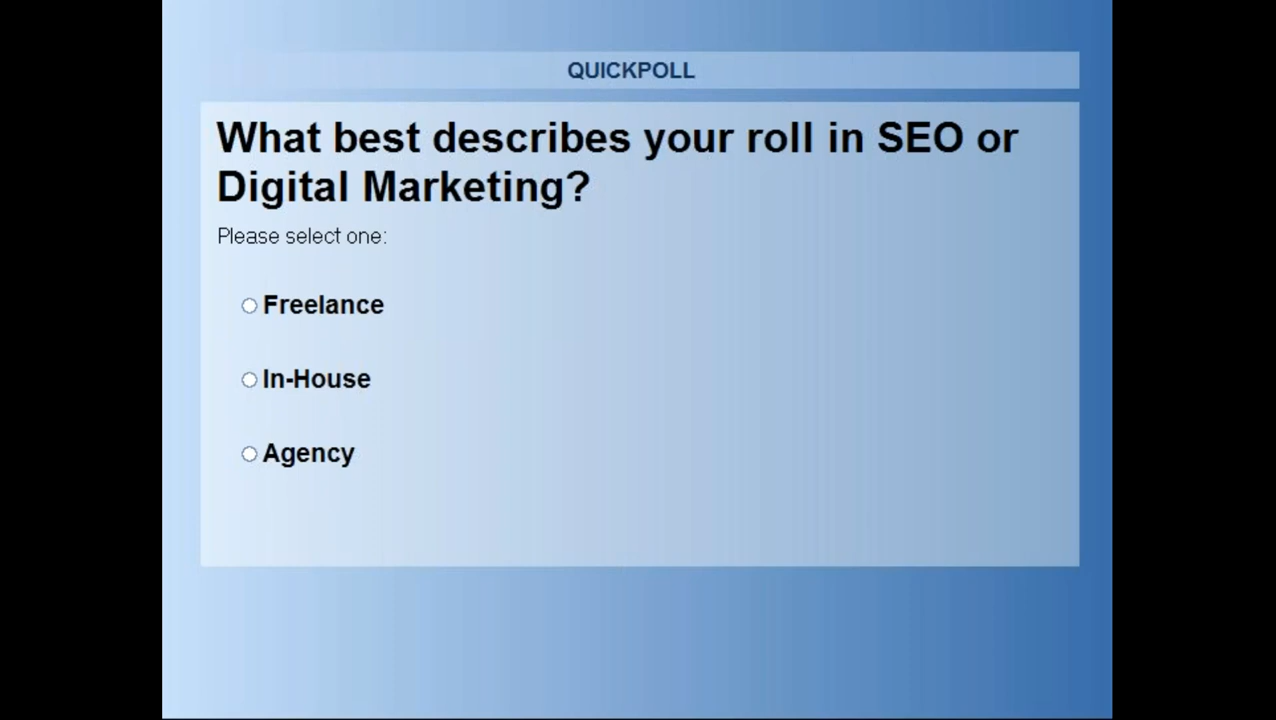 QUICKPOLL
What best describes your roll in SEO or
Digital Marketing?
Please select one:
Freelance
In-House
Agency